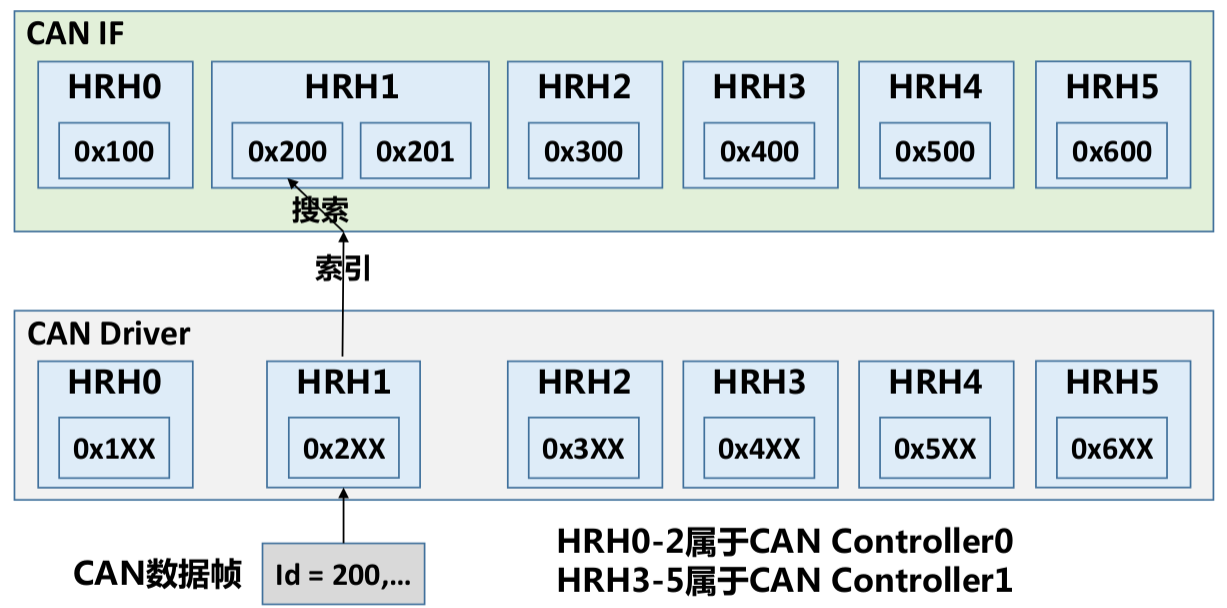 CAN IF
HRH0
HRH1
HRH2
HRH3
HRH4
HRH5
0x100
0x200
0x201
0x300
0x400
0x500
0x600
搜索
索引
CAN Driver
HRH0
HRH1
HRH2
HRH3
HRH4
HRH5
0x1XX
0x2XX
0x3XX
0x4XX
0x5XX
0x6XX
CAN数据帧
Id = 200,...
HRH0-2属于CAN Controller0
HRH3-5属于CAN Controller1